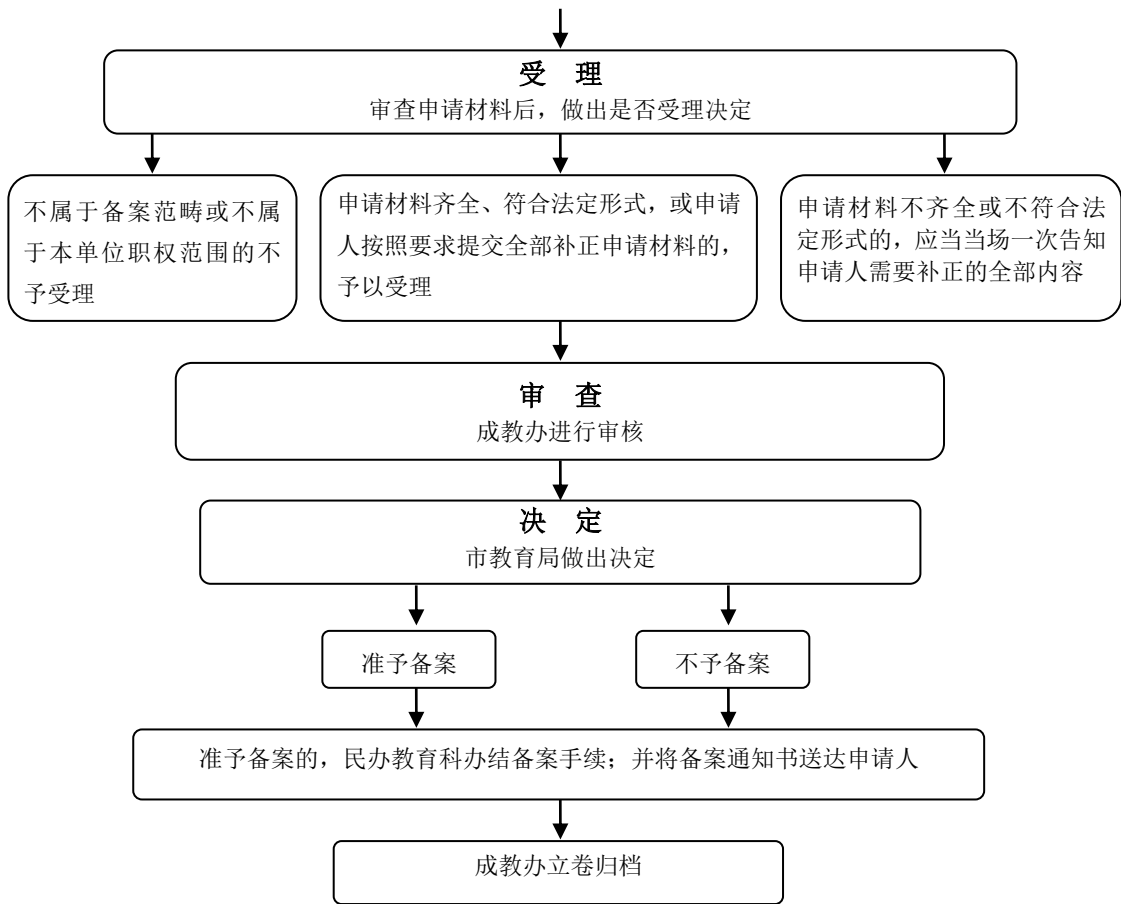 受 理
审查申请材料后，做出是否受理决定
不属于备案范畴或不属
于本单位职权范围的不
予受理
申请材料齐全、符合法定形式，或申请
人按照要求提交全部补正申请材料的，
予以受理
申请材料不齐全或不符合法
定形式的，应当当场一次告知
申请人需要补正的全部内容
审 查
成教办进行审核
决 定
市教育局做出决定
准予备案
不予备案
准予备案的，民办教育科办结备案手续；并将备案通知书送达申请人
成教办立卷归档